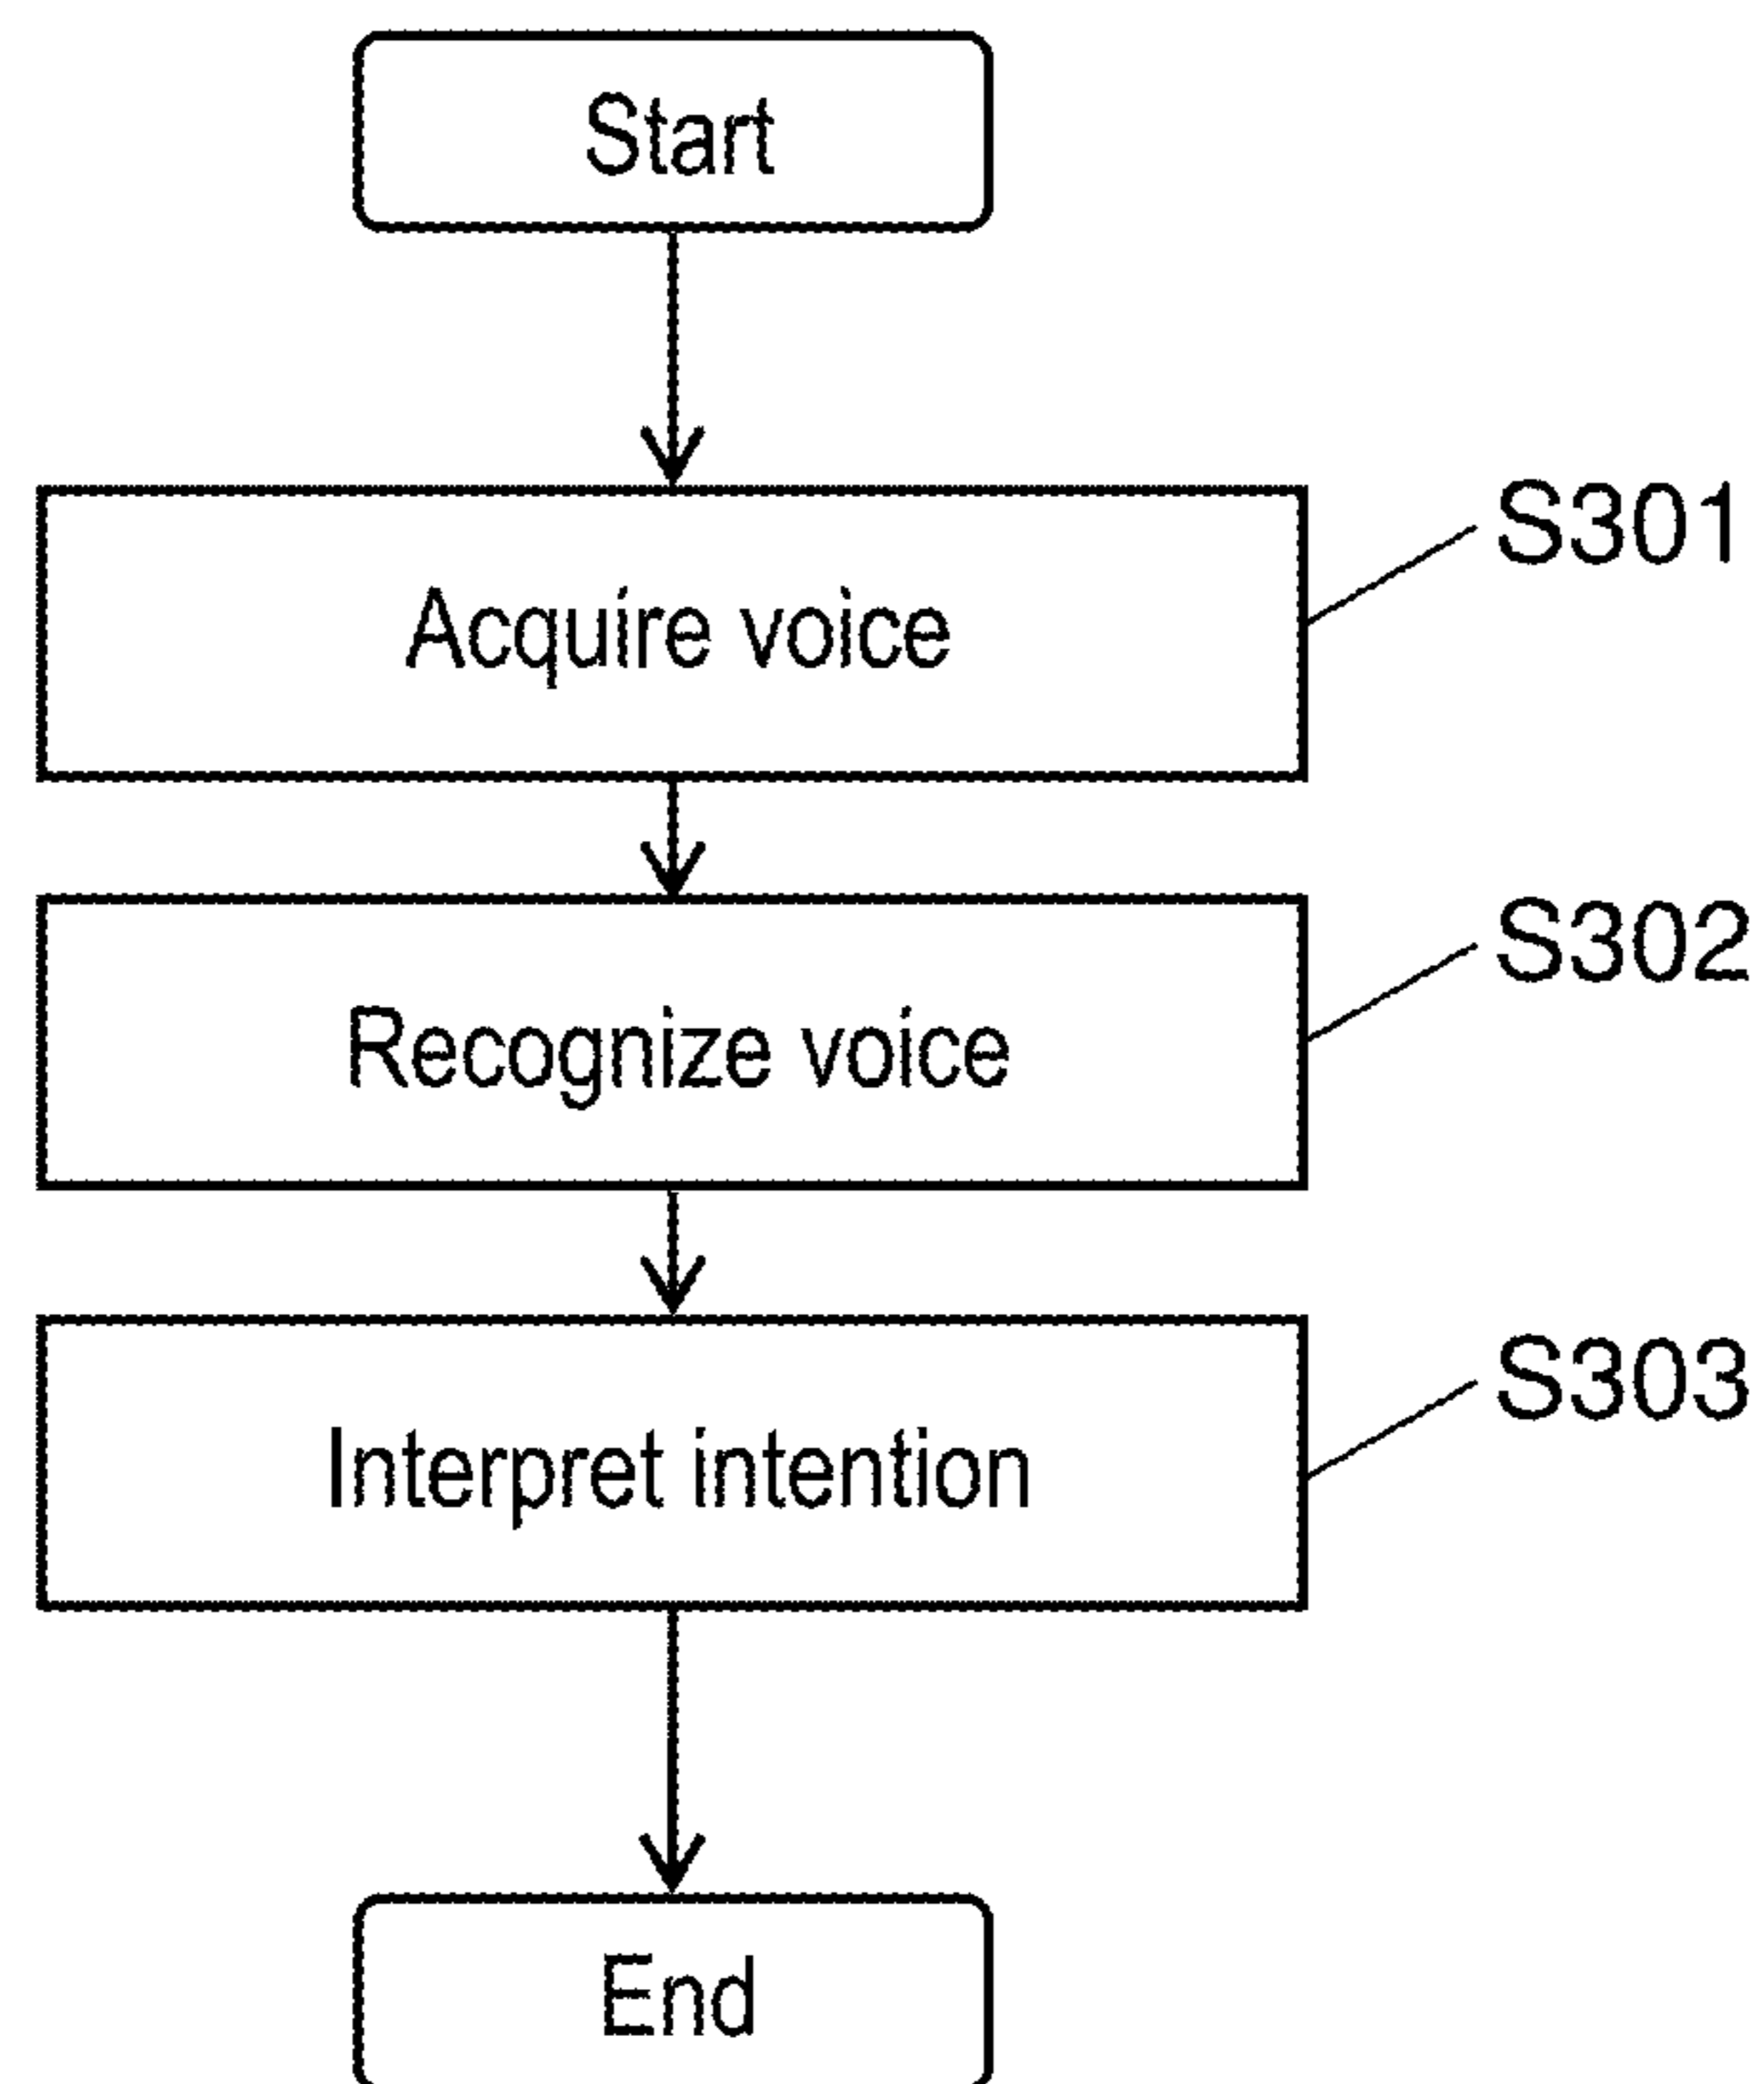 Start
Acquire voice
S301
Recognize voice
S302
Interpret intention
S303
End